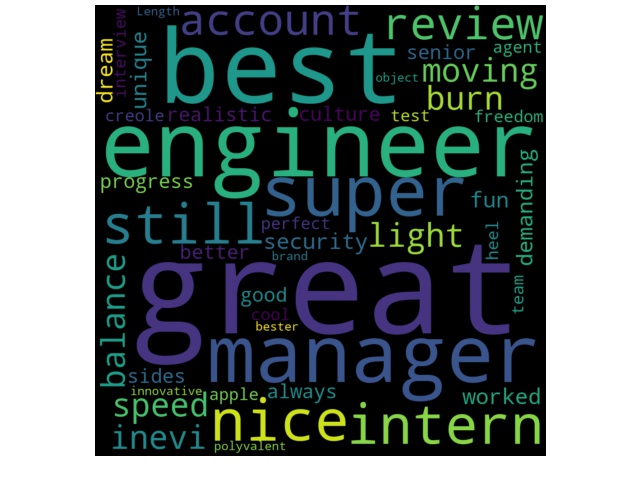 Length
account
review
dream
interview
unique
best
senior
agent
object
moving
burn
creole
realistic
culture
test
freedom
engineer
progress
super
fun
demanding
still
perfect
security
light
heel
better
brand
great
balance
good
team
cool
bester
manager
sides
innovative
apple
always
worked
speed
nice
intern
inevi
polyvalent